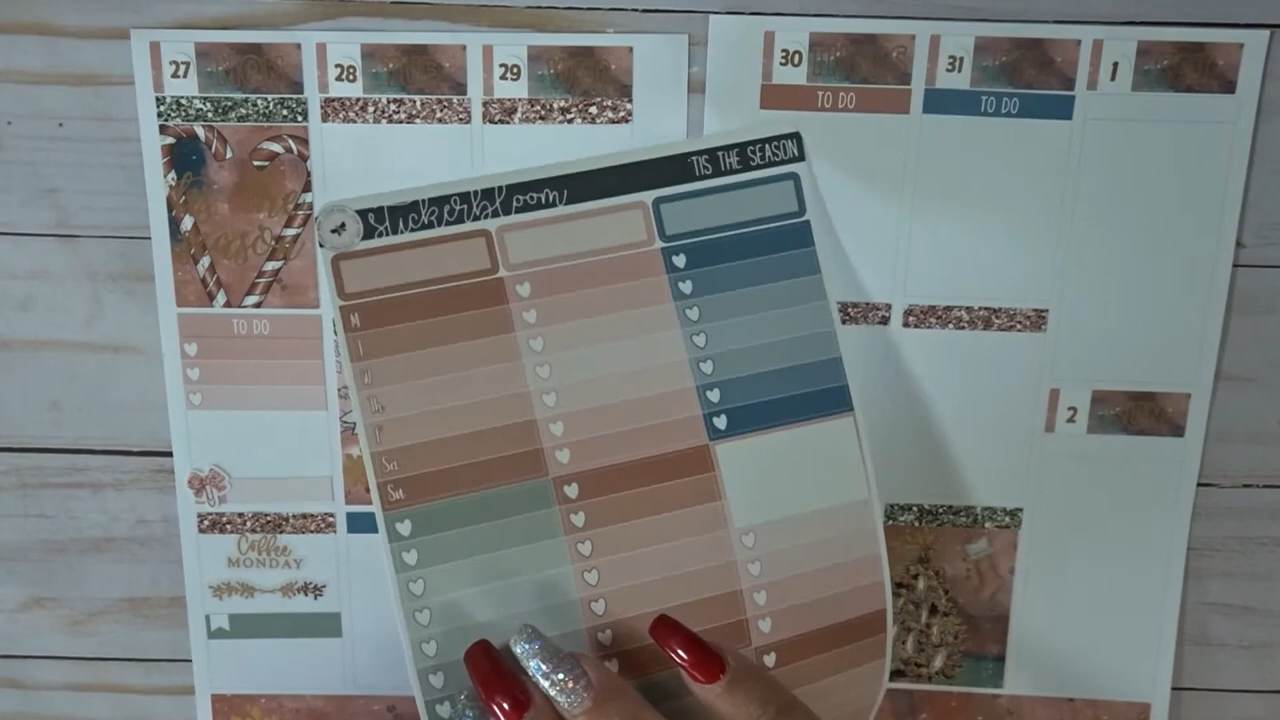 27
28
29
30
31
1
TO DO
TO DO
stickerbloom
'TIS THE SEASON
TO DO
M
T
W
Th
F
Sa
Su
2
Coffee
MONDAY